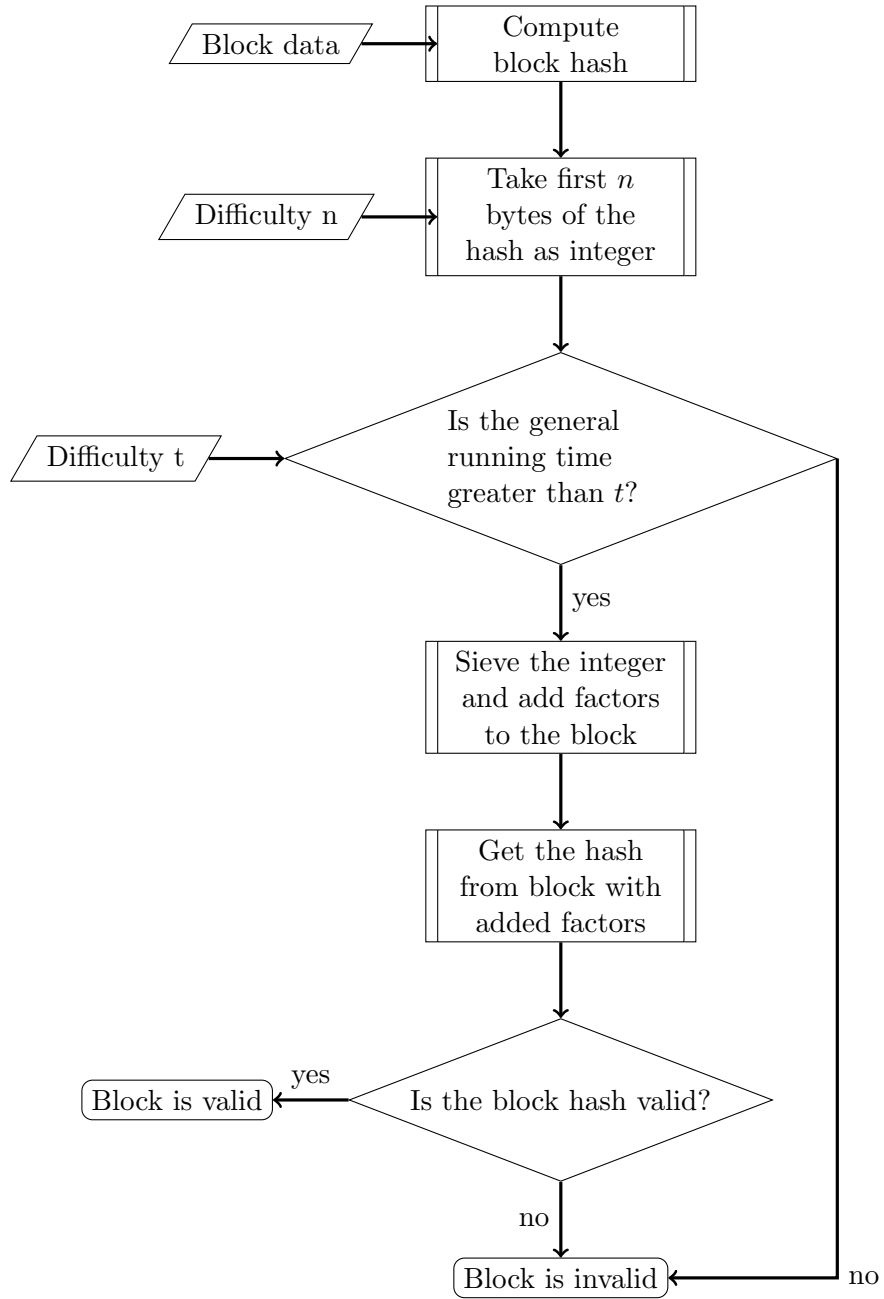 Block data
Compute
block hash
Difficulty n
Take first n
bytes of the
hash as integer
Difficulty t
Is the general
running time
greater than t?
yes
Sieve the integer
and add factors
to the block
Get the hash
from block with
added factors
Block is valid
yes
Is the block hash valid?
no
Block is invalid
no